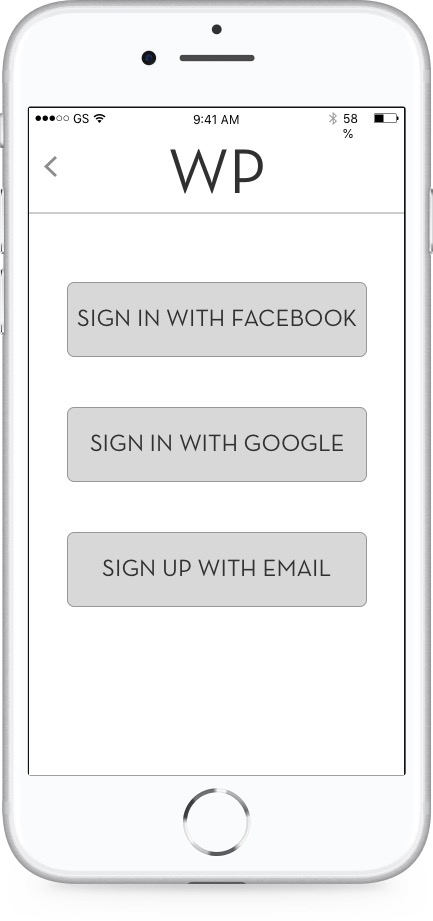 GS 9:41 AM 58
%
WP
SIGN IN WITH FACEBOOK
SIGN IN WITH GOOGLE
SIGN UP WITH EMAIL